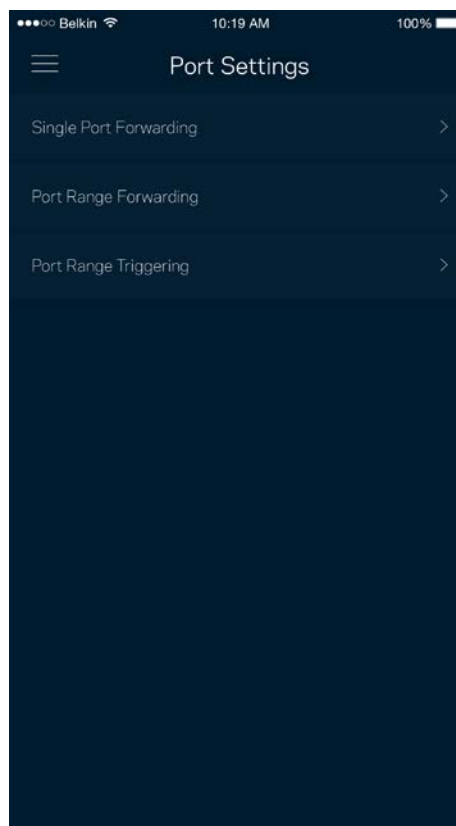 Belkin 10:19 AM 100%
Port Settings
Single Port Forwarding
Port Range Forwarding
Port Range Triggering